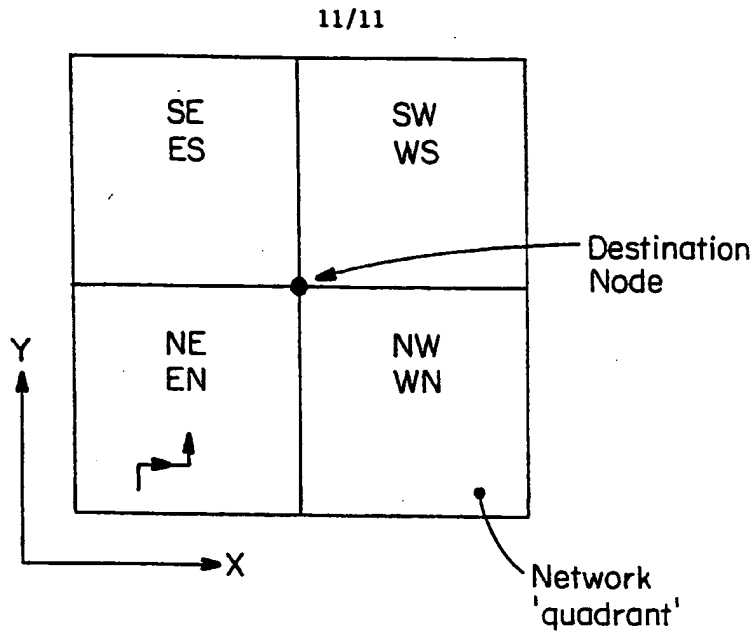 11/11
SE
ES
SW
WS
Destination
Node
NE
EN
NW
WN
Y
X
Network
'quadrant'